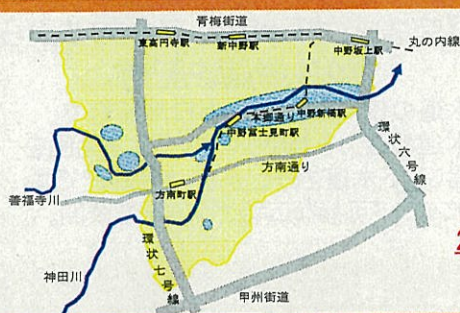 青梅街道
丸の内線
東高円寺駅
新中野駅
中野坂上駅
本郷通り
中野新橋駅
中野富士見町駅
環状六号線
方南通り
方南町駅
善福寺川
環状七号線
神田川
甲州街道
2